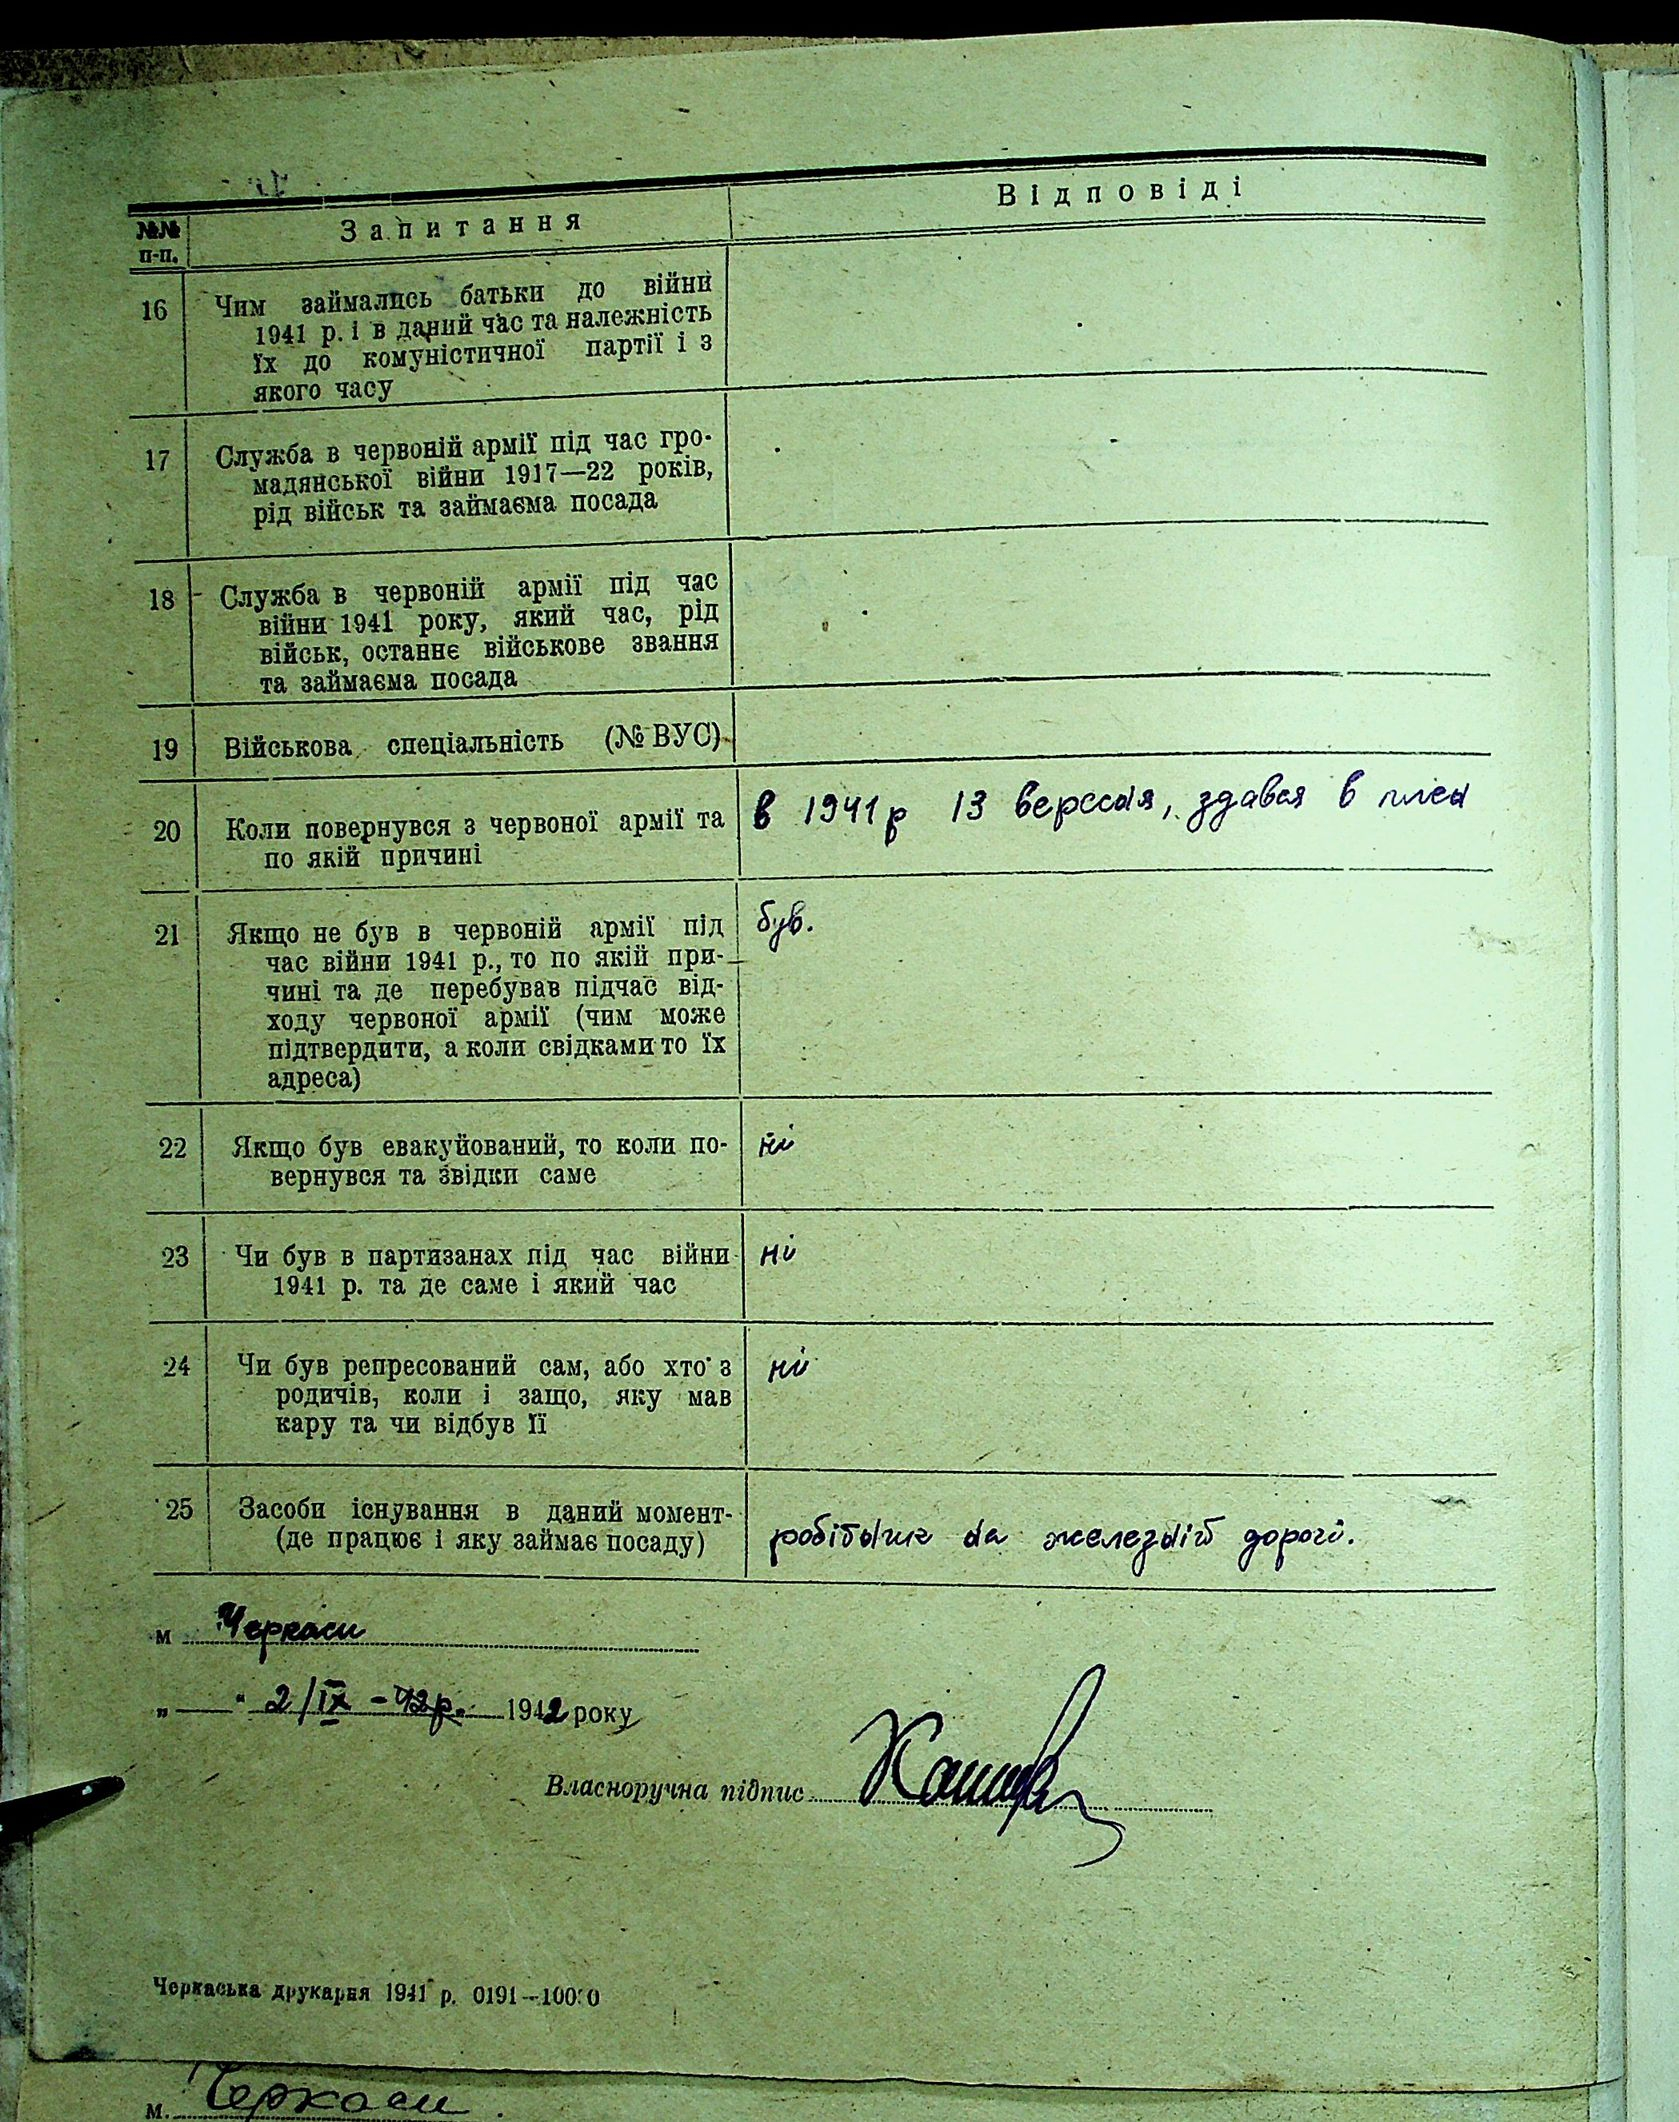 №№ п-п. Запитання Відповіді
16 Чим займались батьки до війни
1941 р. і в даний час та належність
їх до комуністичної партії і з
якого часу
17 Служба в червоній армії під час гро-
мадянської війни 1917—22 років,
рід військ та займаєма посада
18 Служба в червоній армії під час
війни 1941 року, який час, рід
військ, останнє військове звання
та займаєма посада
19 Військова спеціальність (№ ВУС)
20 Коли повернувся з червоної армії та
по якій причині
в 1941 р 13 вересня, здався в плен
21 Якщо не був в червоній армії під
час війни 1941 р., то по якій при-
чині та де перебував підчас від-
ходу червоної армії (чим може
підтвердити, а коли свідками то їх
адреса)
був.
22 Якщо був евакуйований, то коли по-
вернувся та звідки саме
ні
23 Чи був в партизанах під час війни
1941 р. та де саме і який час
ні
24 Чи був репресований сам, або хто з
родичів, коли і защо, яку мав
кару та чи відбув її
ні
25 Засоби існування в даний момент
(де працює і яку займає посаду)
робітник на железній дорогі.
м Черкаси
„ — “ 2/IX - 42 р. 1942 року
Власноручна підпис
Черкаська друкарня 1941 р. 0191—10000
м. Черкаси